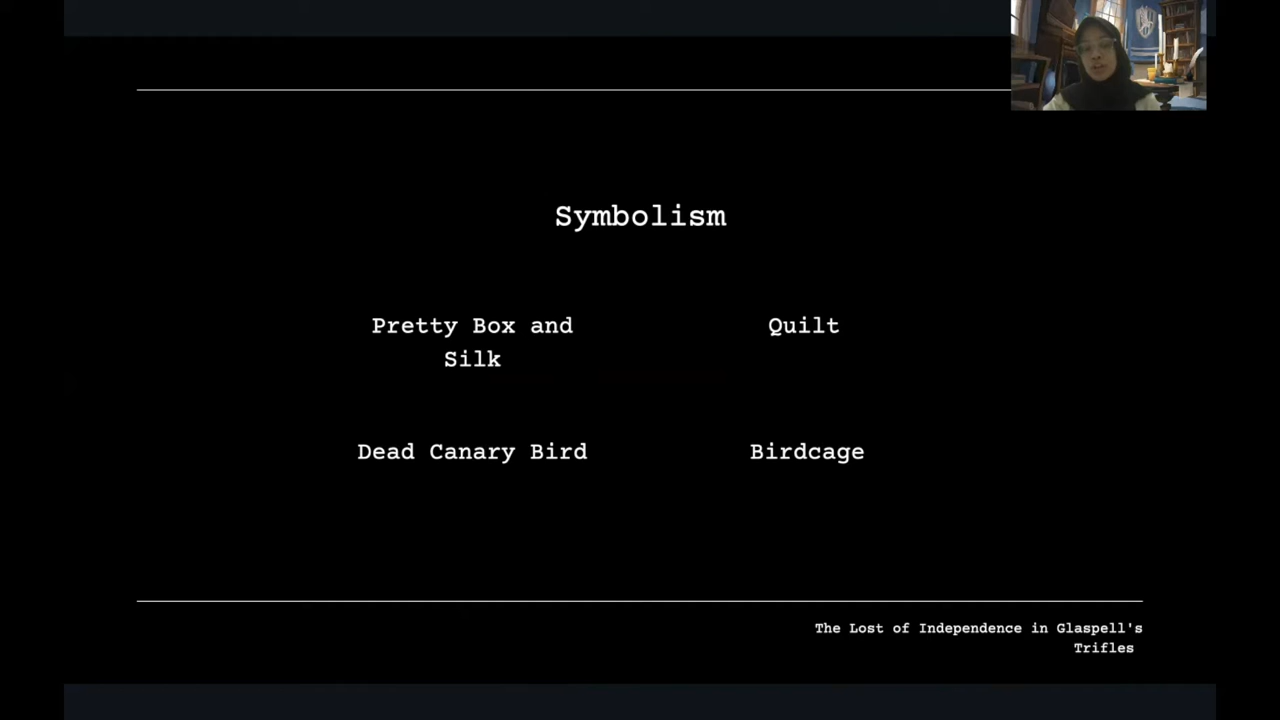 Symbolism
Pretty Box and
Silk
Quilt
Dead Canary Bird
Birdcage
The Lost of Independence in Glaspell's
Trifles